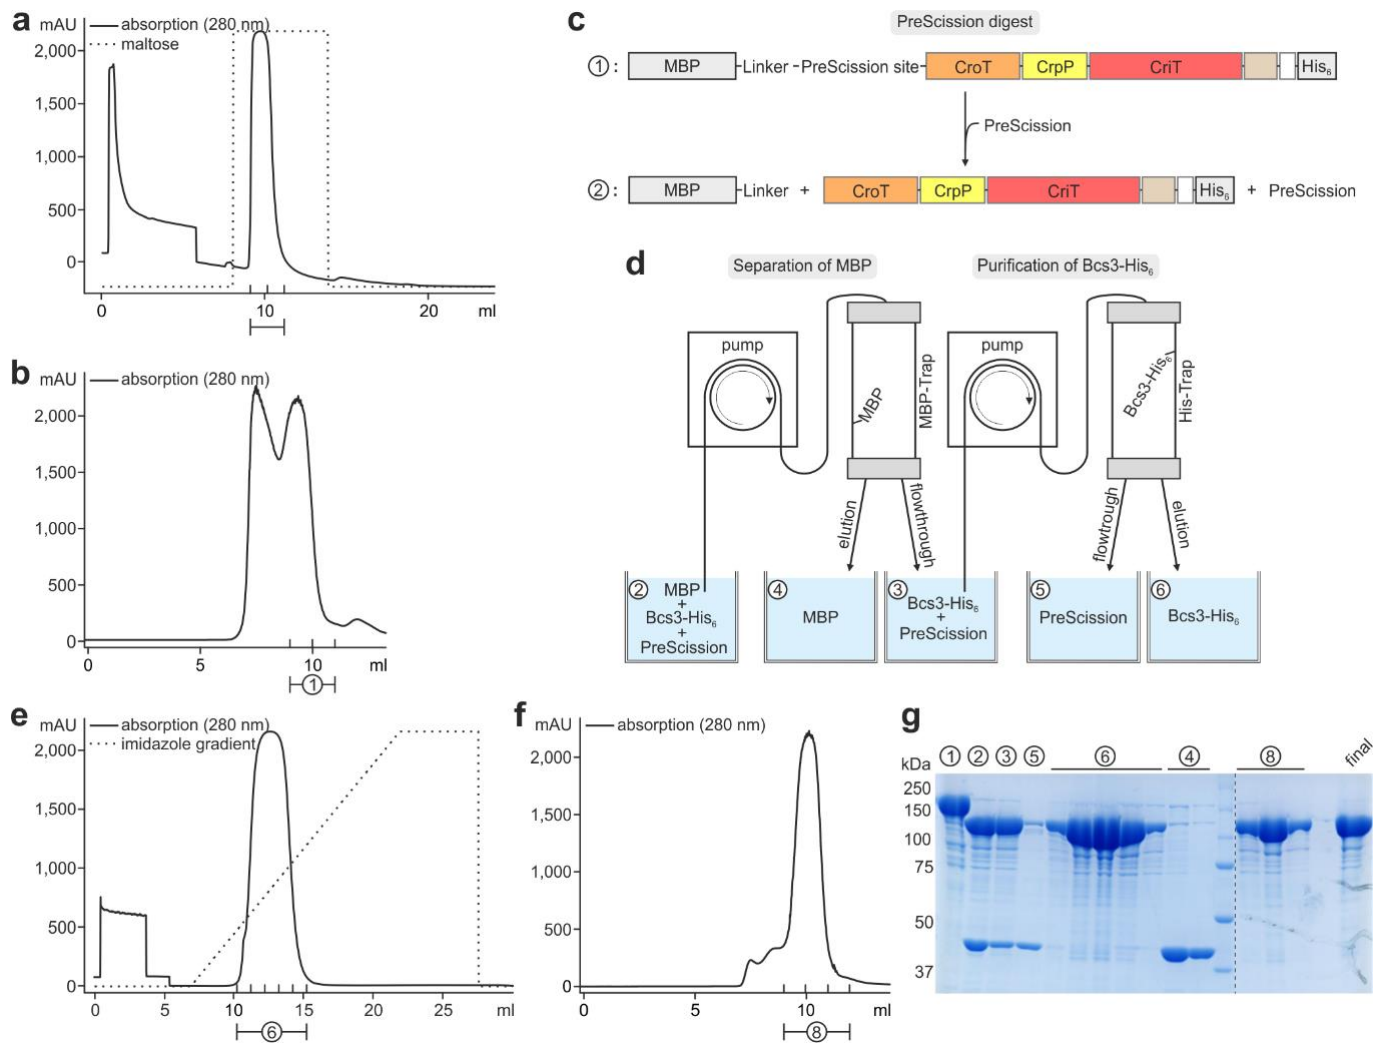 a
mAU
absorption (280 nm)
maltose
2,000
1,500
1,000
500
0
0
10
20
ml
b
mAU
absorption (280 nm)
2,000
1,500
1,000
500
0
0
5
10
ml
1
c
PreScission digest
1 : MBP Linker PreScission site CroT CrpP CriT His6
PreScission
2 : MBP Linker + CroT CrpP CriT His6 + PreScission
d
Separation of MBP
Purification of Bcs3-His6
pump
MBP
MBP-Trap
pump
Bcs3-His6
His-Trap
elution
flowthrough
flowtrough
elution
2
MBP
+
Bcs3-His6
+
PreScission
4
MBP
3
Bcs3-His6
+
PreScission
5
PreScission
6
Bcs3-His6
e
mAU
absorption (280 nm)
imidazole gradient
2,000
1,500
1,000
500
0
0
5
10
15
20
25
ml
6
f
mAU
absorption (280 nm)
2,000
1,500
1,000
500
0
0
5
10
ml
8
g
kDa
1 2 3 5 6 4 8 final
250
150
100
75
50
37